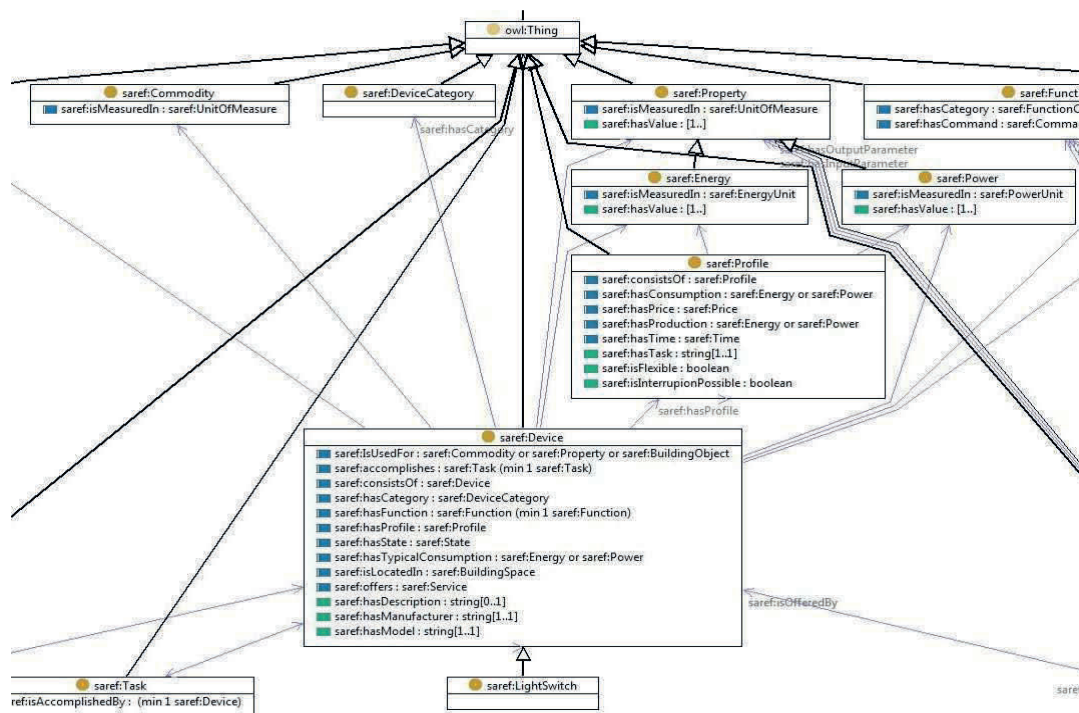 owl:Thing
saref:Commodity
saref:isMeasuredIn : saref:UnitOfMeasure
saref:DeviceCategory
saref:hasCategory
saref:Property
saref:isMeasuredIn : saref:UnitOfMeasure
saref:hasValue : [1..]
saref:Funct
saref:hasCategory : saref:FunctionC
saref:hasCommand : saref:Comma
saref:hasOutputParameter
saref:hasInputParameter
saref:Energy
saref:isMeasuredIn : saref:EnergyUnit
saref:hasValue : [1..]
saref:Power
saref:isMeasuredIn : saref:PowerUnit
saref:hasValue : [1..]
saref:Profile
saref:consistsOf : saref:Profile
saref:hasConsumption : saref:Energy or saref:Power
saref:hasPrice : saref:Price
saref:hasProduction : saref:Energy or saref:Power
saref:hasTime : saref:Time
saref:hasTask : string[1..1]
saref:isFlexible : boolean
saref:isInterrupionPossible : boolean
saref:hasProfile
saref:Device
saref:IsUsedFor : saref:Commodity or saref:Property or saref:BuildingObject
saref:accomplishes : saref:Task (min 1 saref:Task)
saref:consistsOf : saref:Device
saref:hasCategory : saref:DeviceCategory
saref:hasFunction : saref:Function (min 1 saref:Function)
saref:hasProfile : saref:Profile
saref:hasState : saref:State
saref:hasTypicalConsumption : saref:Energy or saref:Power
saref:isLocatedIn : saref:BuildingSpace
saref:offers : saref:Service
saref:hasDescription : string[0..1]
saref:hasManufacturer : string[1..1]
saref:hasModel : string[1..1]
saref:isOfferedBy
saref:Task
ref:isAccomplishedBy : (min 1 saref:Device)
saref:LightSwitch
saref